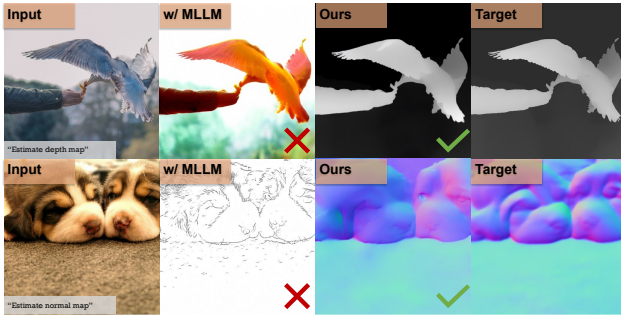 Input
w/ MLLM
Ours
Target
"Estimate depth map"
Input
w/ MLLM
Ours
Target
"Estimate normal map"